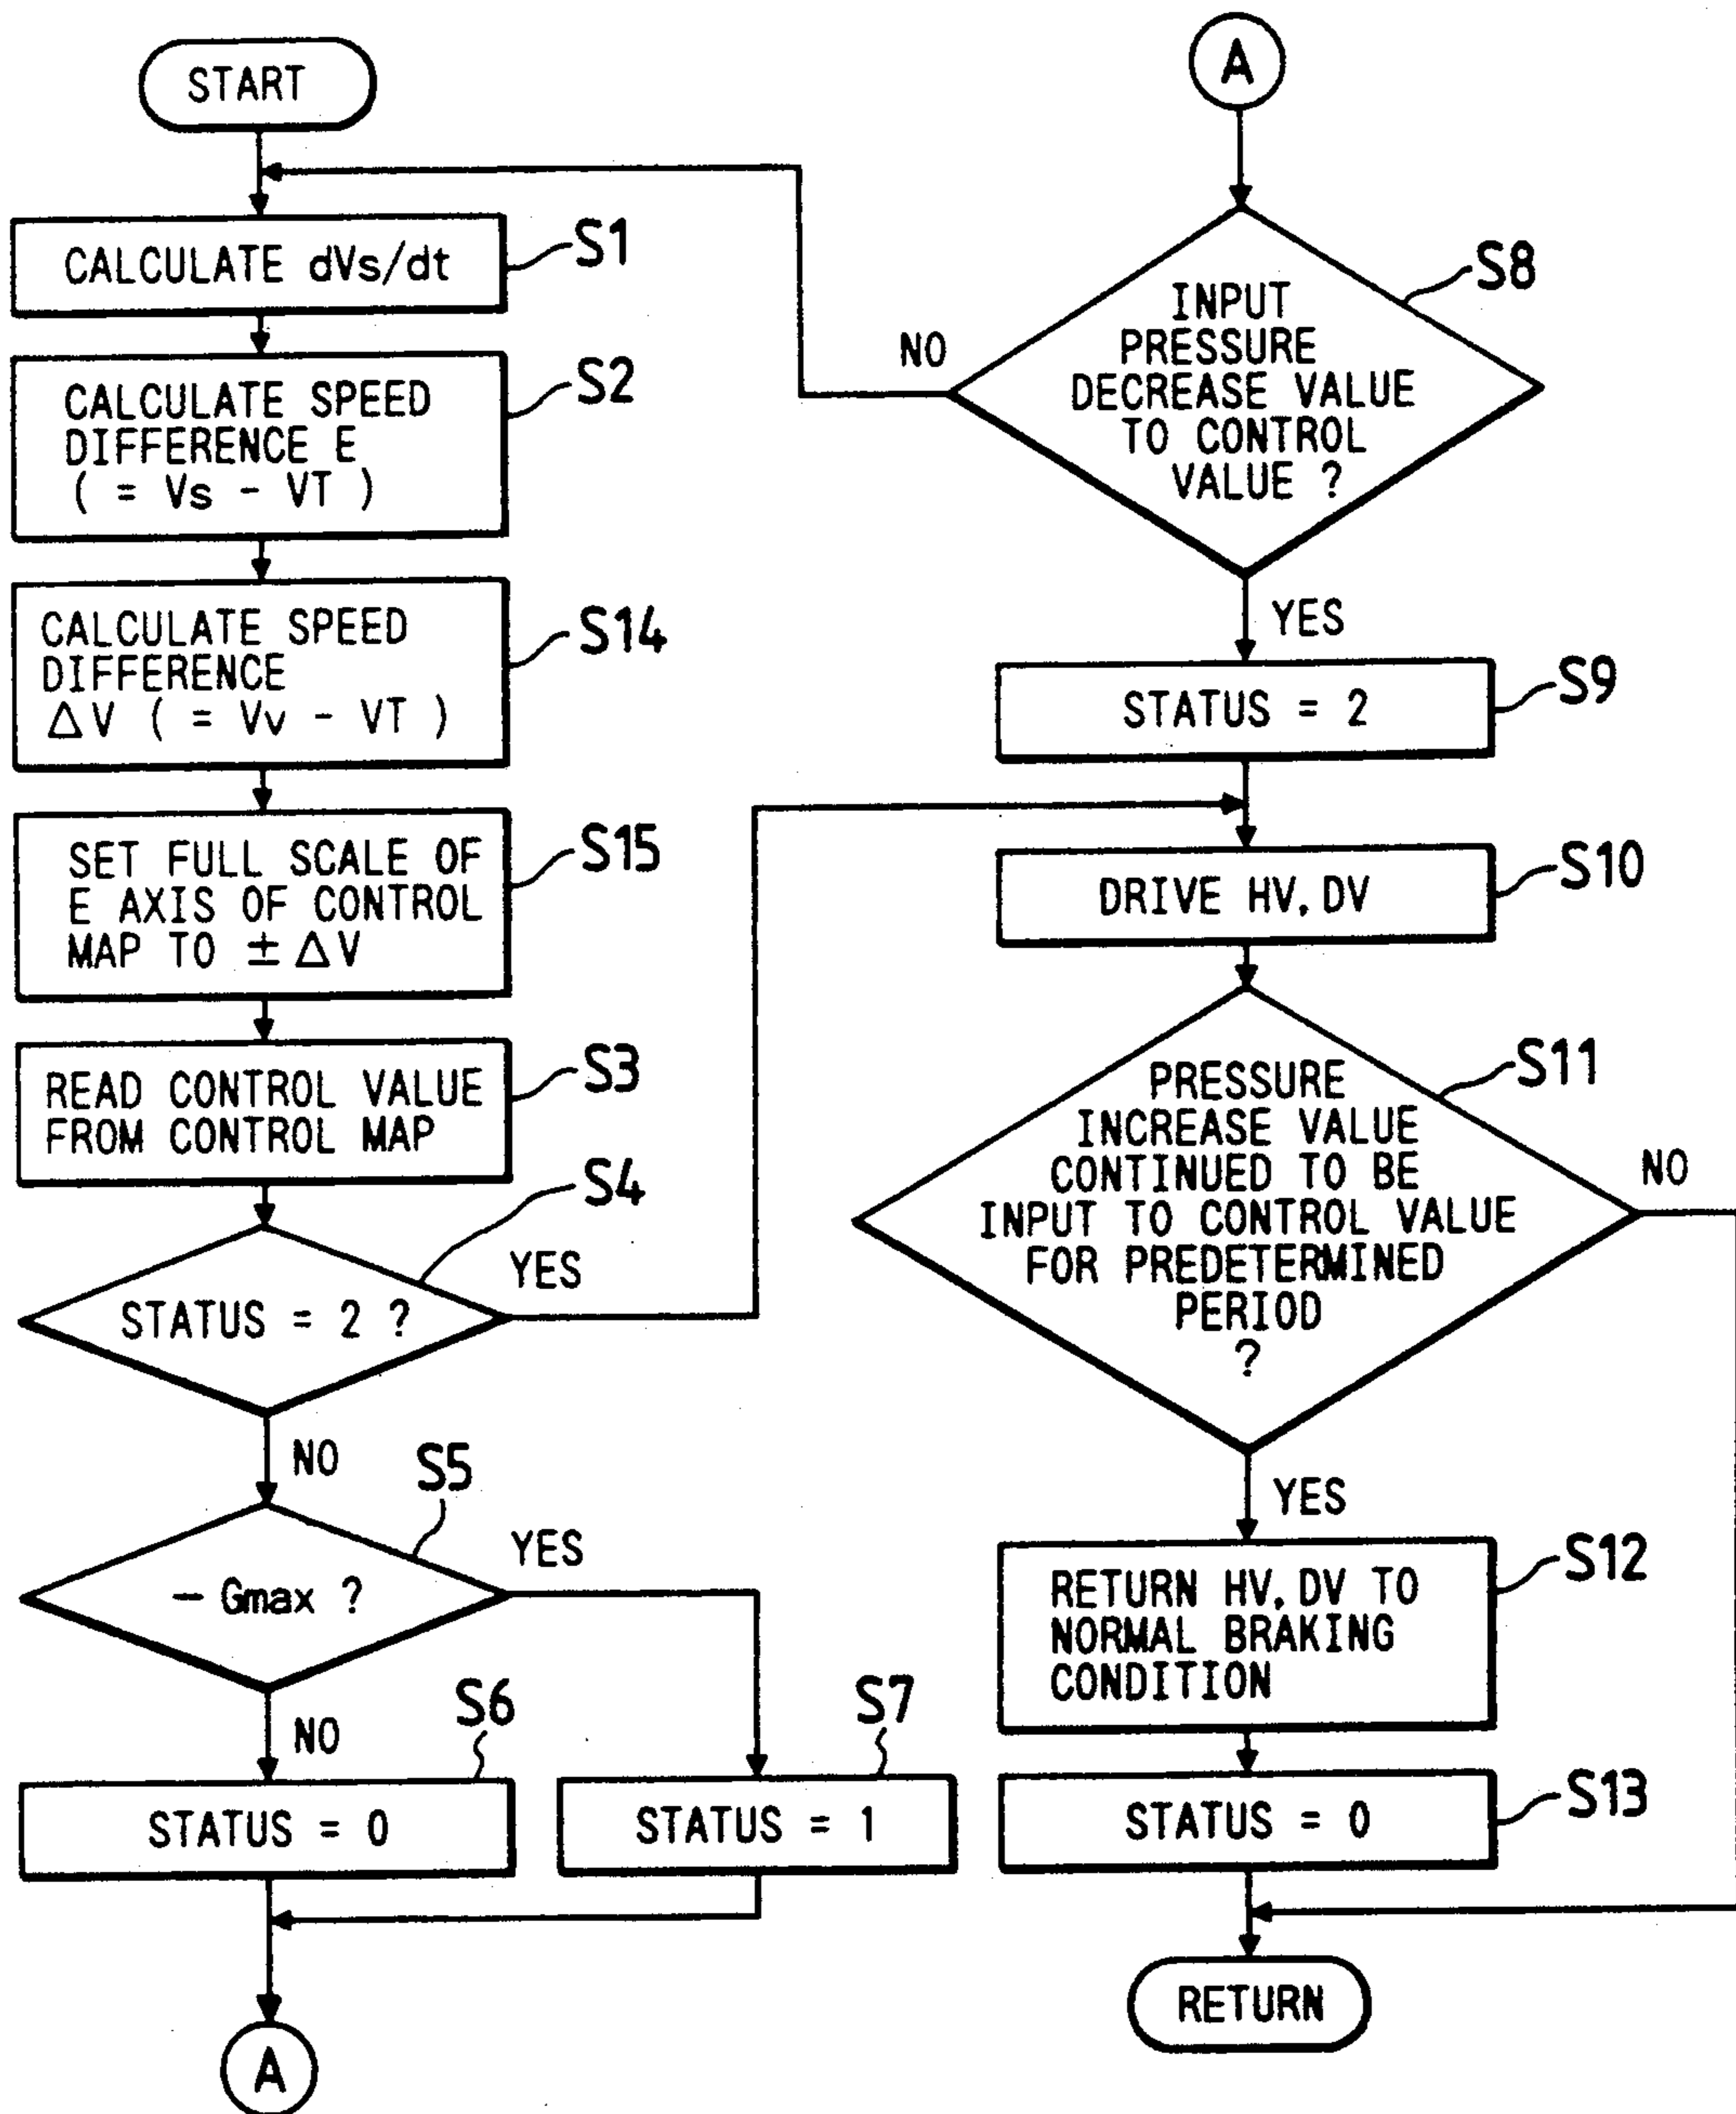 START
CALCULATE dVs/dt
S1
CALCULATE SPEED
DIFFERENCE E
( = Vs - VT )
S2
CALCULATE SPEED
DIFFERENCE
△V ( = Vv - VT )
S14
SET FULL SCALE OF
E AXIS OF CONTROL
MAP TO ± △V
S15
READ CONTROL VALUE
FROM CONTROL MAP
S3
S4
STATUS = 2 ?
YES
NO
S5
- Gmax ?
YES
NO
S6
STATUS = 0
S7
STATUS = 1
A
A
S8
INPUT
PRESSURE
DECREASE VALUE
TO CONTROL
VALUE ?
NO
YES
STATUS = 2
S9
DRIVE HV, DV
S10
S11
PRESSURE
INCREASE VALUE
CONTINUED TO BE
INPUT TO CONTROL VALUE
FOR PREDETERMINED
PERIOD
?
NO
YES
RETURN HV, DV TO
NORMAL BRAKING
CONDITION
S12
STATUS = 0
S13
RETURN